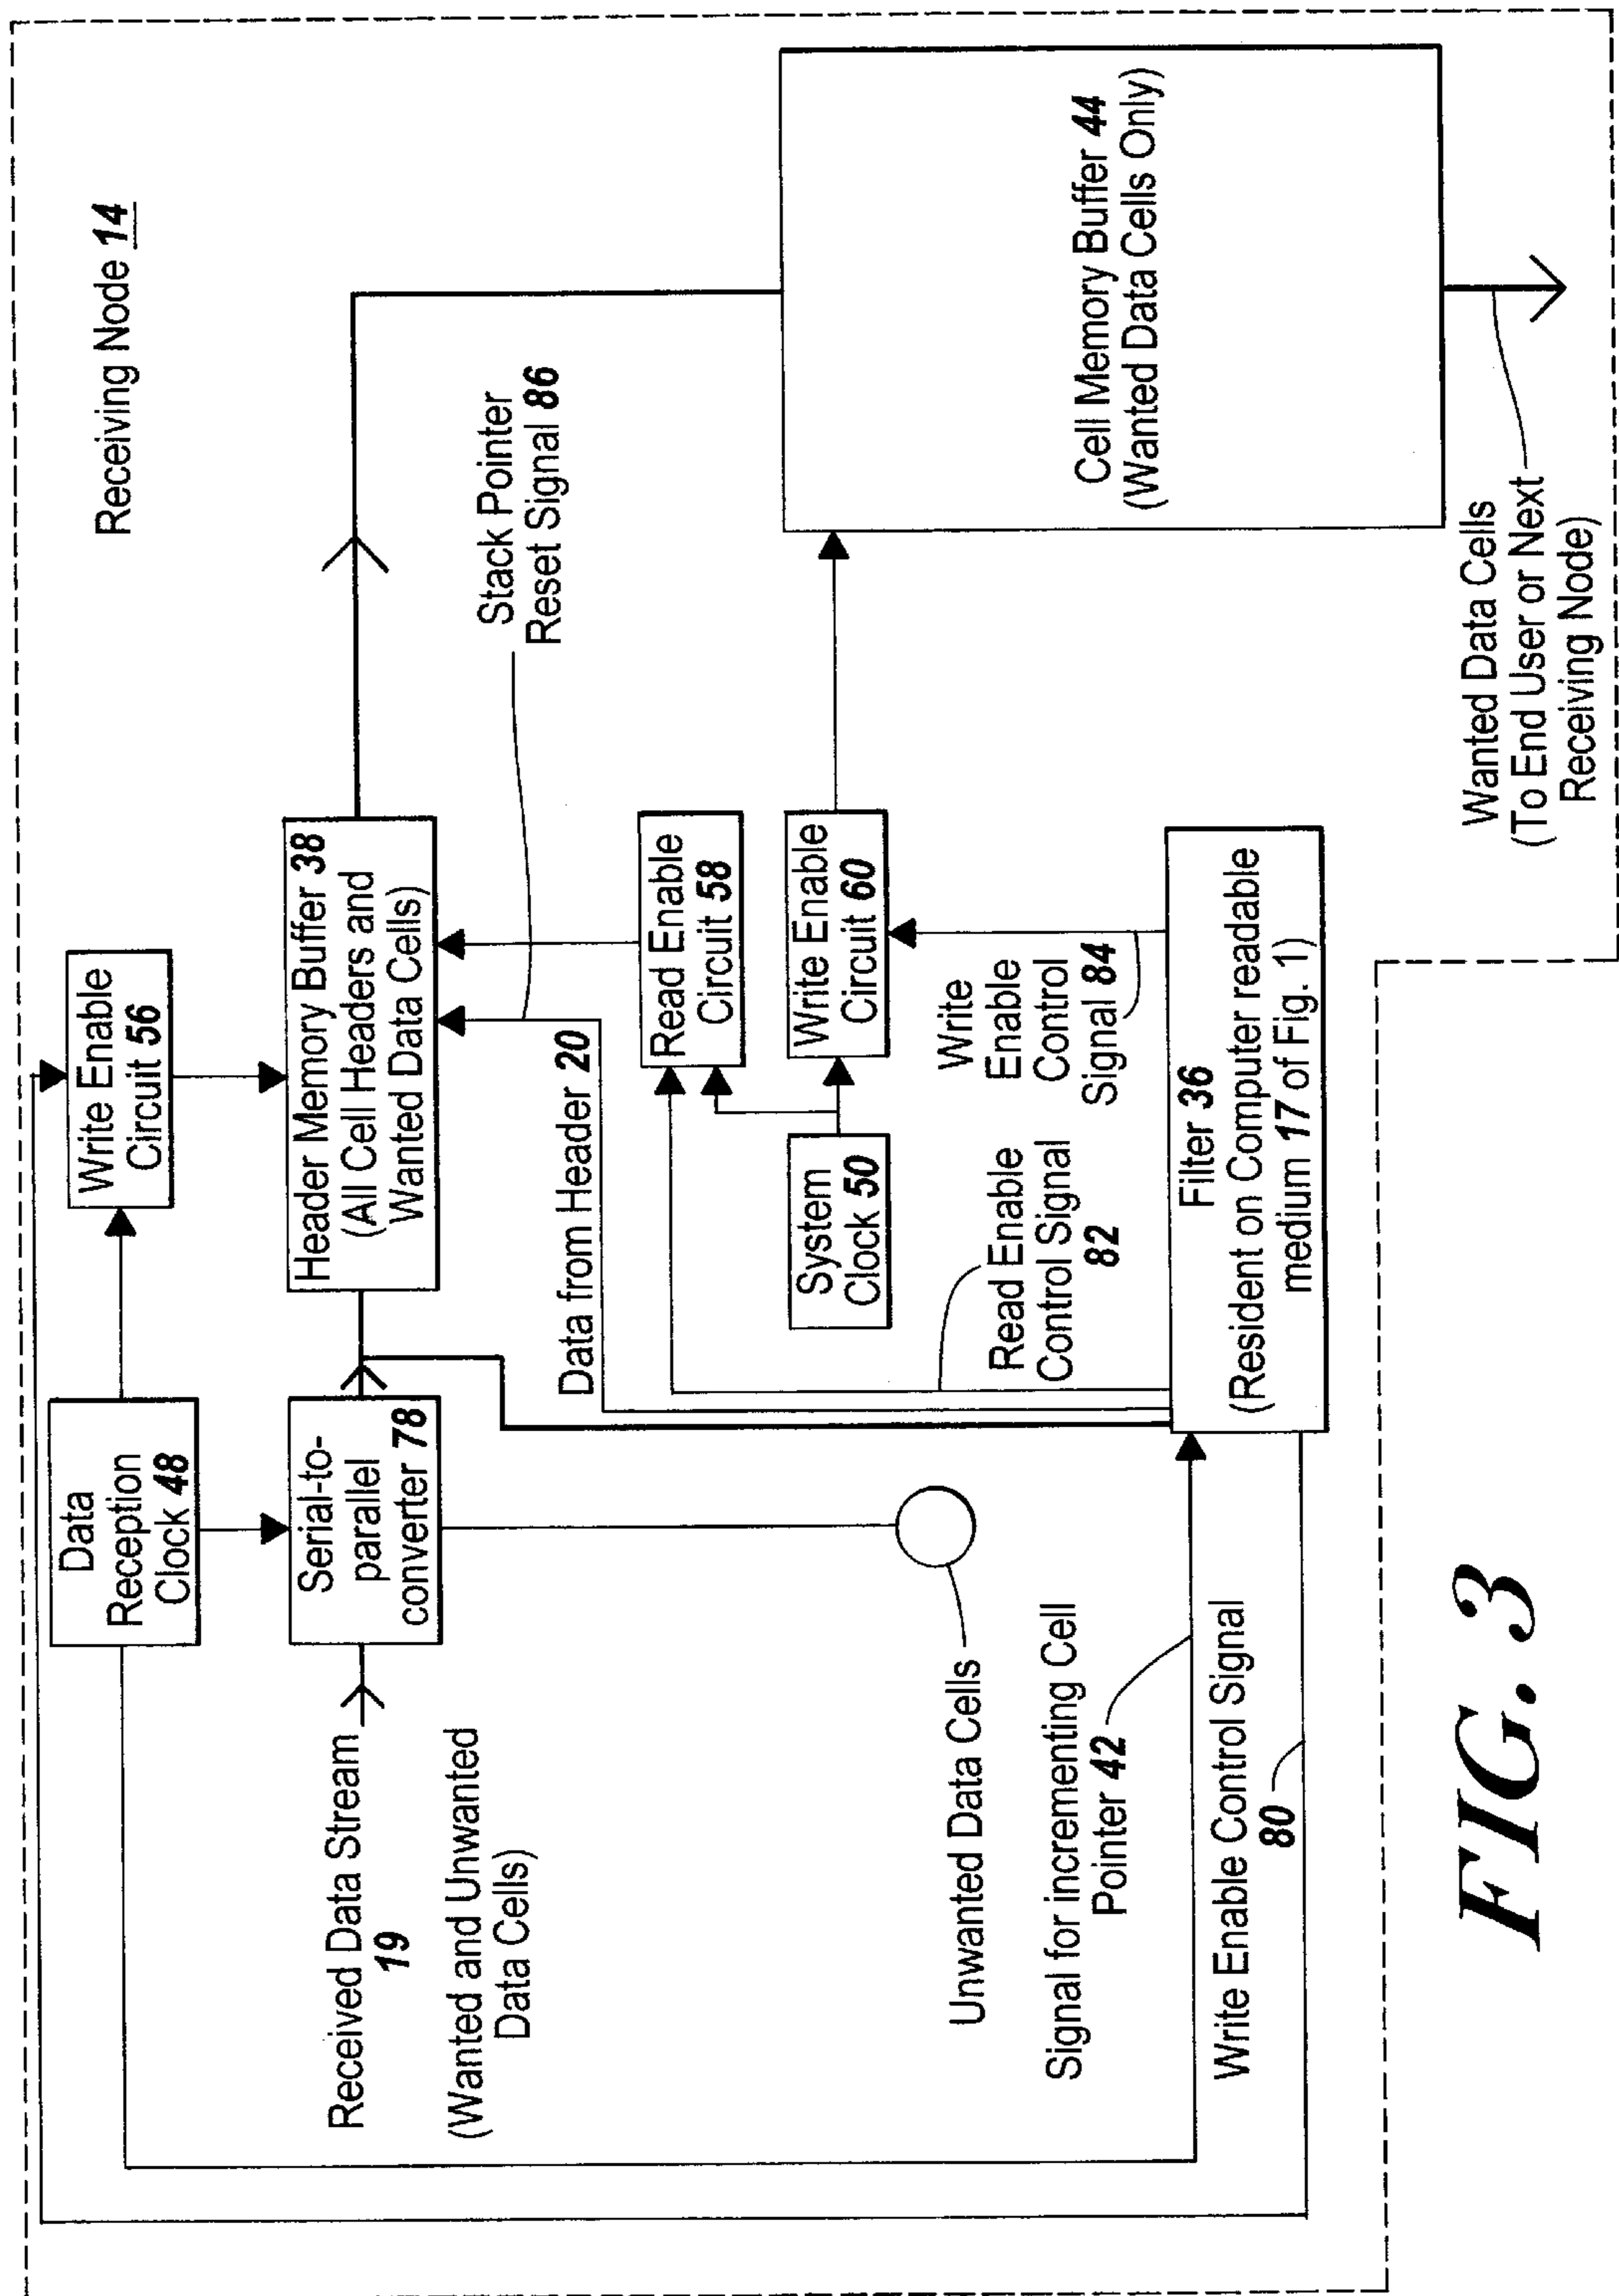 Receiving Node 14
Data
Reception
Clock 48
Write Enable
Circuit 56
Received Data Stream
19
(Wanted and Unwanted
Data Cells)
Serial-to-
parallel
converter 78
Header Memory Buffer 38
(All Cell Headers and
Wanted Data Cells)
Stack Pointer
Reset Signal 86
Data from Header 20
Read Enable
Circuit 58
System
Clock 50
Write Enable
Circuit 60
Cell Memory Buffer 44
(Wanted Data Cells Only)
Unwanted Data Cells
Read Enable
Control Signal
82
Write
Enable
Control
Signal 84
Signal for incrementing Cell
Pointer 42
Write Enable Control Signal
80
Filter 36
(Resident on Computer readable
medium 17 of Fig. 1)
Wanted Data Cells
(To End User or Next
Receiving Node)
FIG. 3